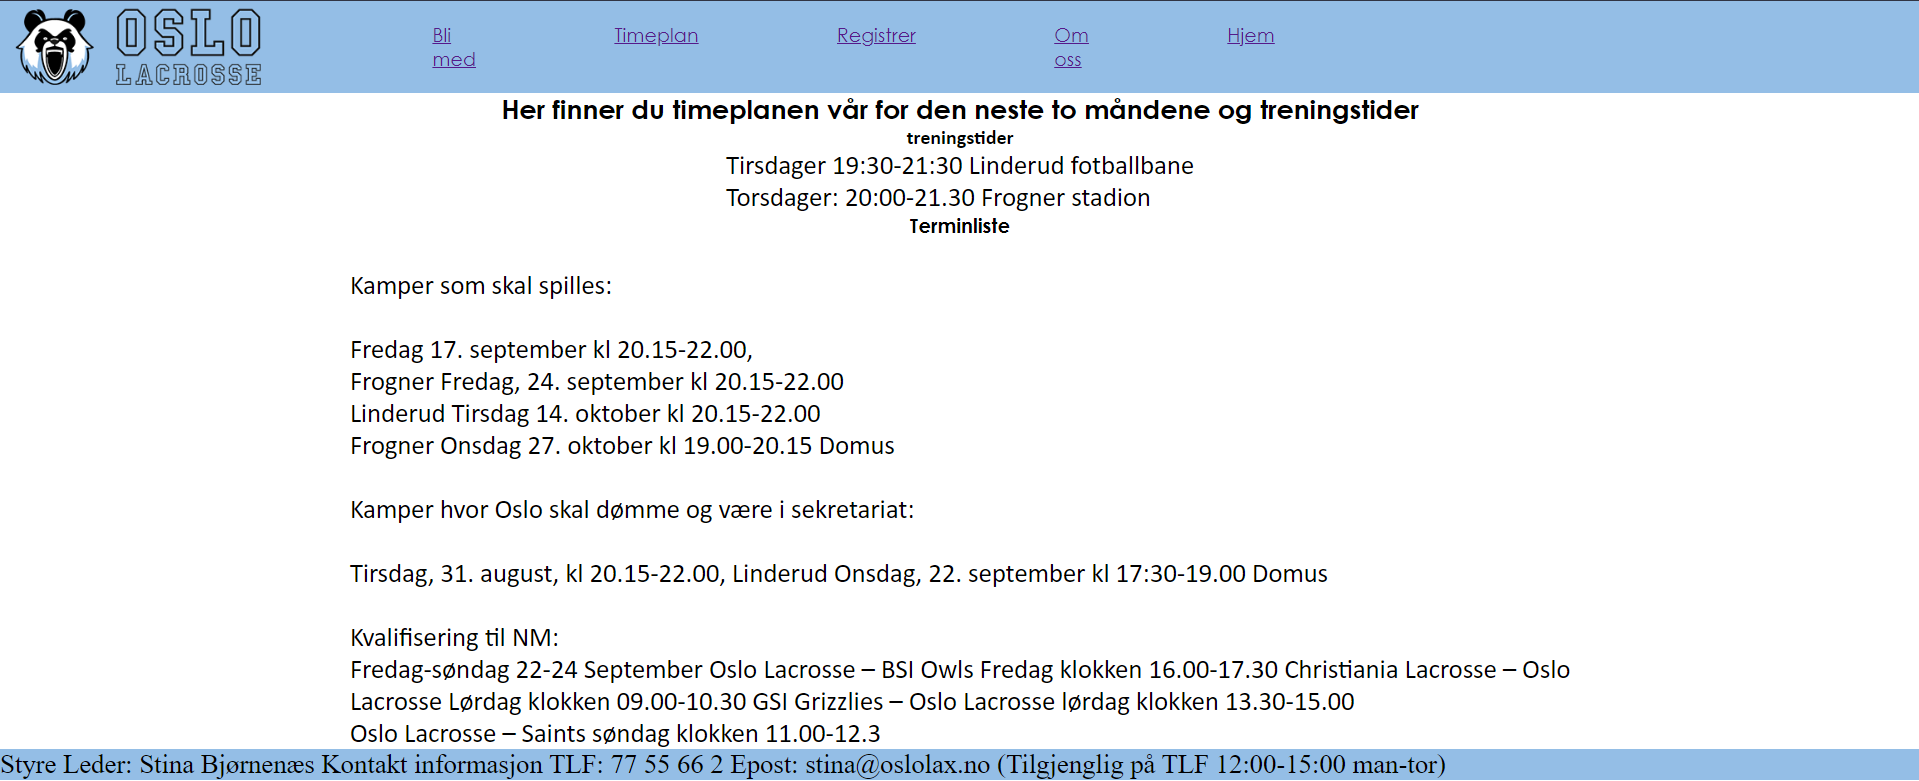 OSLO
LACROSSE
Bli
med
Timeplan
Registrer
Om
oss
Hjem
Her finner du timeplanen vår for den neste to måndene og treningstider
treningstider
Tirsdager 19:30-21:30 Linderud fotballbane
Torsdager: 20:00-21.30 Frogner stadion
Terminliste
Kamper som skal spilles:
Fredag 17. september kl 20.15-22.00,
Frogner Fredag, 24. september kl 20.15-22.00
Linderud Tirsdag 14. oktober kl 20.15-22.00
Frogner Onsdag 27. oktober kl 19.00-20.15 Domus
Kamper hvor Oslo skal dømme og være i sekretariat:
Tirsdag, 31. august, kl 20.15-22.00, Linderud Onsdag, 22. september kl 17:30-19.00 Domus
Kvalifisering til NM:
Fredag-søndag 22-24 September Oslo Lacrosse – BSI Owls Fredag klokken 16.00-17.30 Christiania Lacrosse – Oslo
Lacrosse Lørdag klokken 09.00-10.30 GSI Grizzlies – Oslo Lacrosse lørdag klokken 13.30-15.00
Oslo Lacrosse – Saints søndag klokken 11.00-12.3
Styre Leder: Stina Bjørnenæs Kontakt informasjon TLF: 77 55 66 2 Epost: stina@oslolax.no (Tilgjenglig på TLF 12:00-15:00 man-tor)